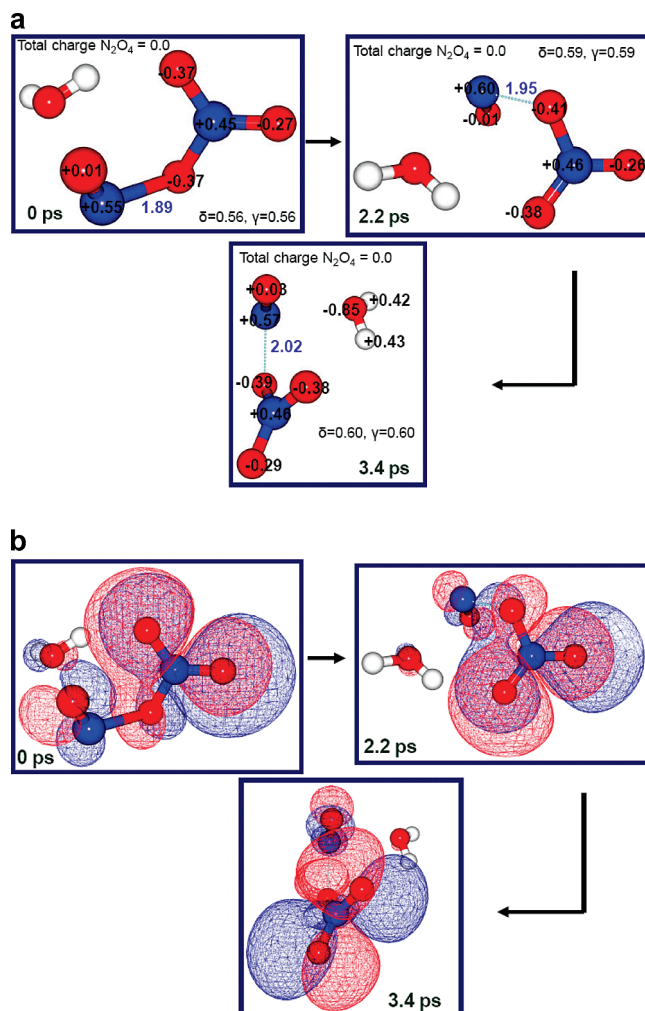 a
Total charge N₂O₄ = 0.0
-0.37
+0.45
-0.27
+0.01
-0.37
+0.55
1.89
0 ps
δ=0.56, γ=0.56
Total charge N₂O₄ = 0.0
δ=0.59, γ=0.59
+0.60
1.95
-0.01
-0.41
+0.46
-0.26
-0.38
2.2 ps
Total charge N₂O₄ = 0.0
+0.03
+0.57
-0.85
+0.42
+0.43
2.02
-0.39
-0.38
+0.46
δ=0.60, γ=0.60
-0.29
3.4 ps
b
0 ps
2.2 ps
3.4 ps